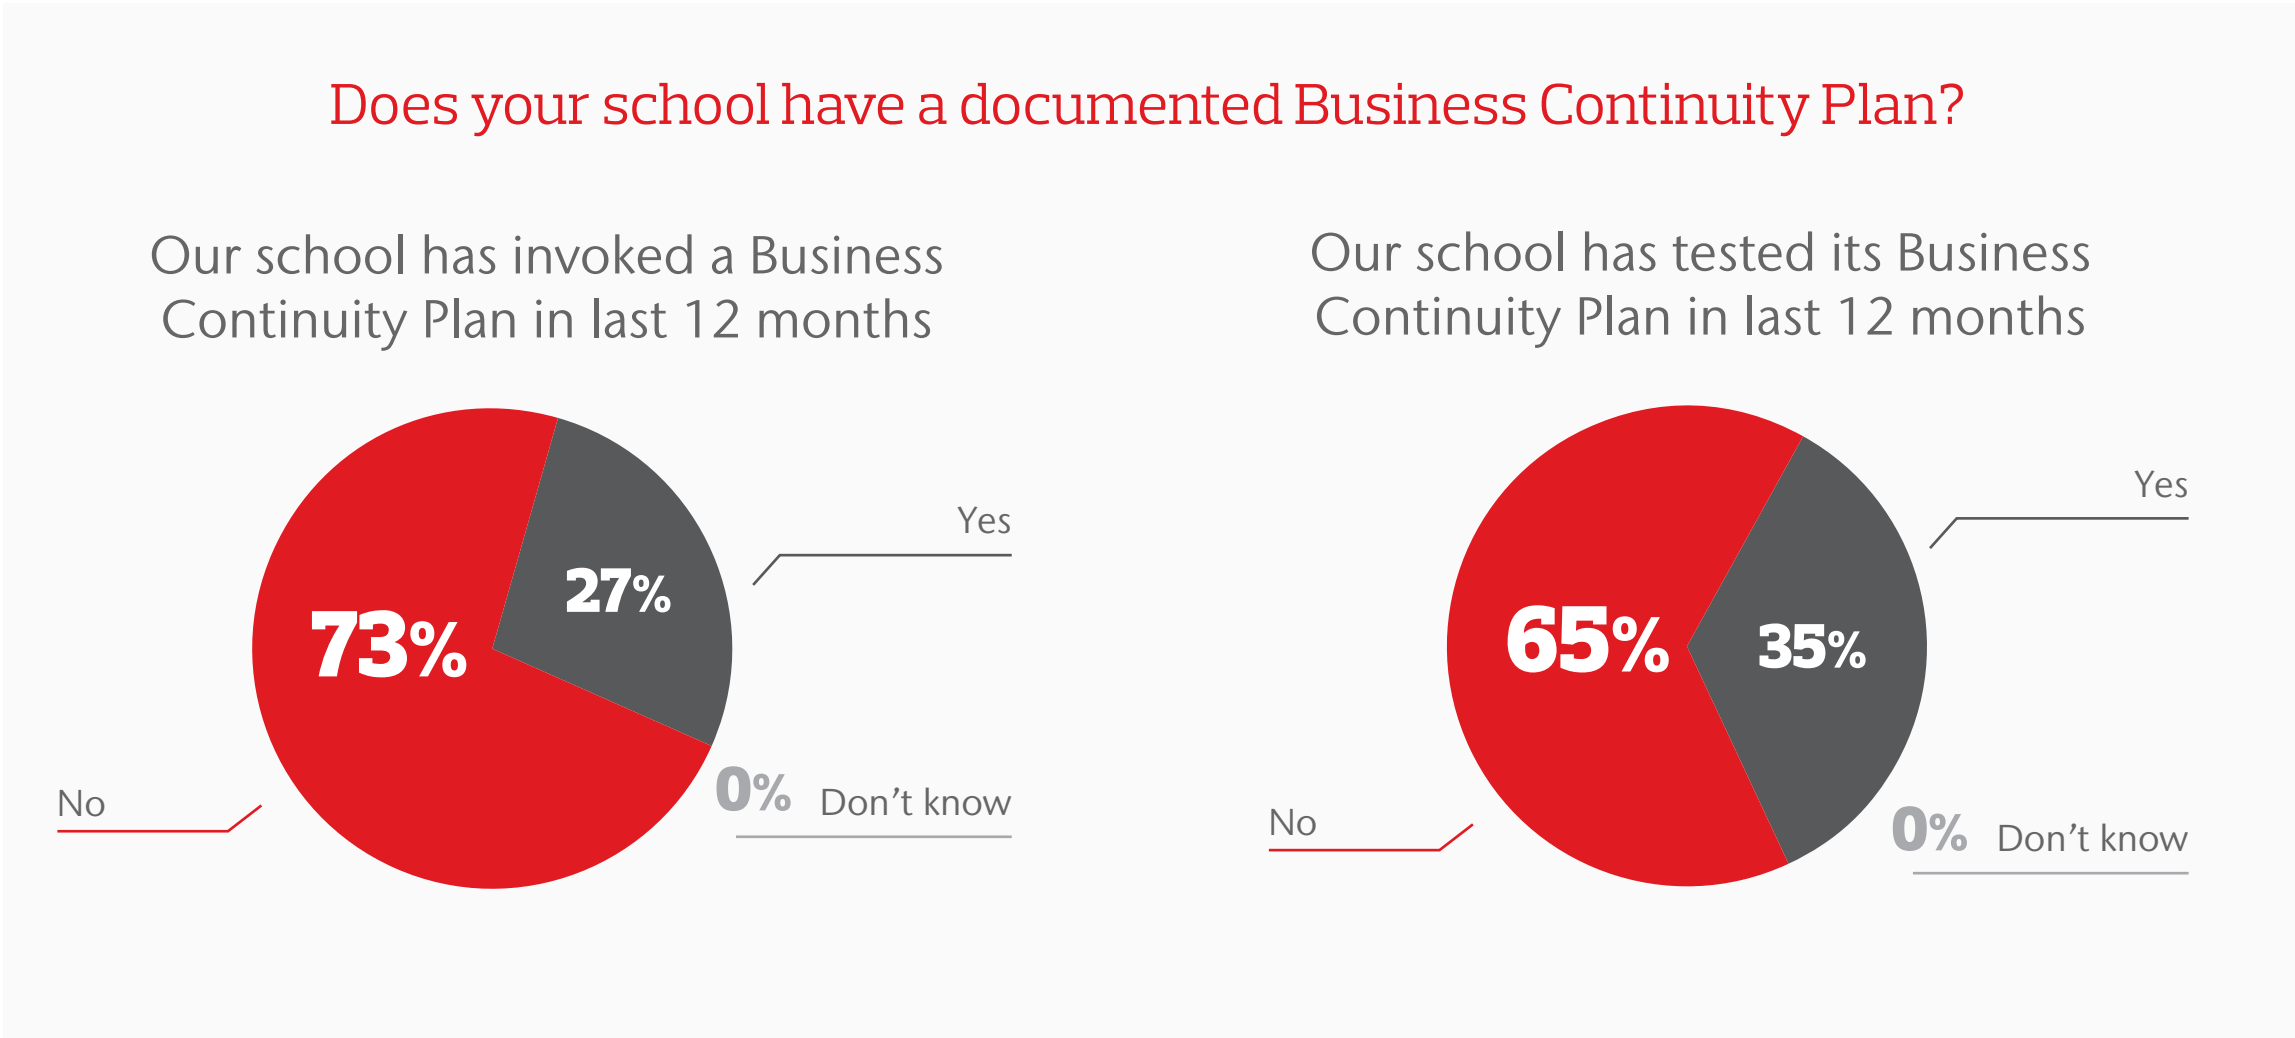 Does your school have a documented Business Continuity Plan?
Our school has invoked a Business
Continuity Plan in last 12 months
Yes
27%
73%
No
0% Don’t know
Our school has tested its Business
Continuity Plan in last 12 months
Yes
65%
35%
No
0% Don’t know